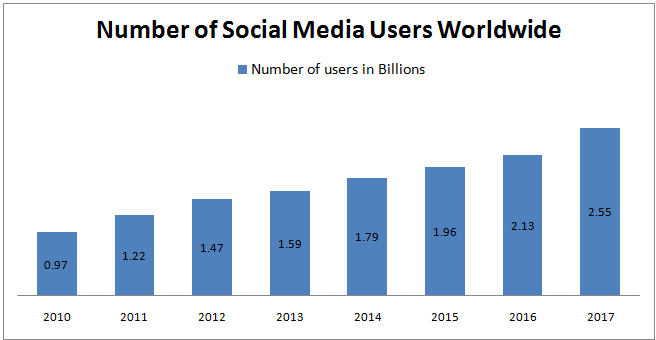 Number of Social Media Users Worldwide
Number of users in Billions
0.97 1.22 1.47 1.59 1.79 1.96 2.13 2.55
2010 2011 2012 2013 2014 2015 2016 2017